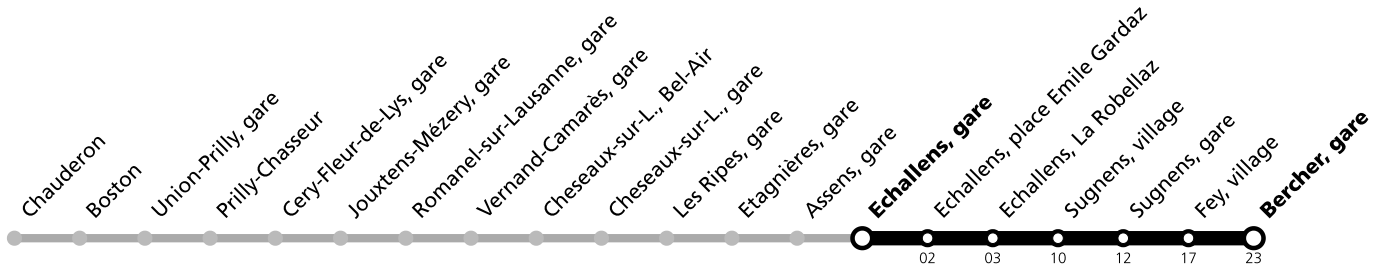 Chauderon
Boston
Union-Prilly, gare
Prilly-Chasseur
Cery-Fleur-de-Lys, gare
Jouxtens-Mézery, gare
Romanel-sur-Lausanne, gare
Vernand-Camarès, gare
Cheseaux-sur-L., Bel-Air
Cheseaux-sur-L., gare
Les Ripes, gare
Etagnières, gare
Assens, gare
Echallens, gare
Echallens, place Emile Gardaz
Echallens, La Robellaz
Sugnens, village
Sugnens, gare
Fey, village
Bercher, gare
02 03 10 12 17 23